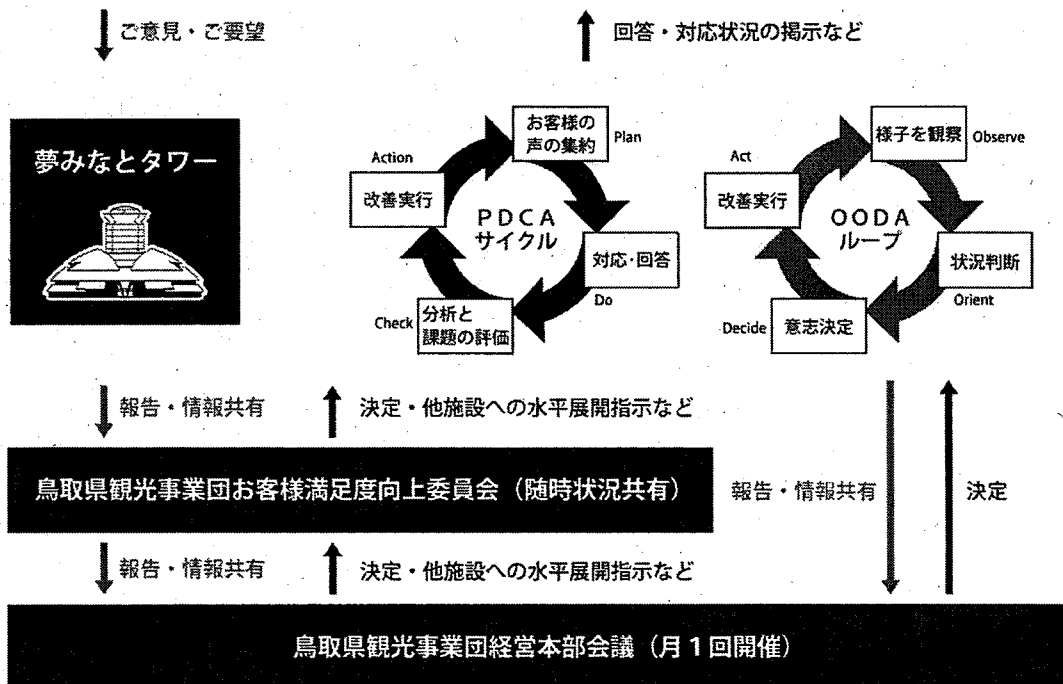 ご意見・ご要望
回答・対応状況の掲示など
夢みなとタワー
お客様の
声の集約
Plan
Action
改善実行
PDCA
サイクル
対応・回答
Do
Check
分析と
課題の評価
様子を観察
Observe
Act
改善実行
OODA
ループ
状況判断
Orient
Decide
意志決定
報告・情報共有
決定・他施設への水平展開指示など
鳥取県観光事業団お客様満足度向上委員会（随時状況共有）
報告・情報共有
決定
報告・情報共有
決定・他施設への水平展開指示など
鳥取県観光事業団経営本部会議（月1回開催）